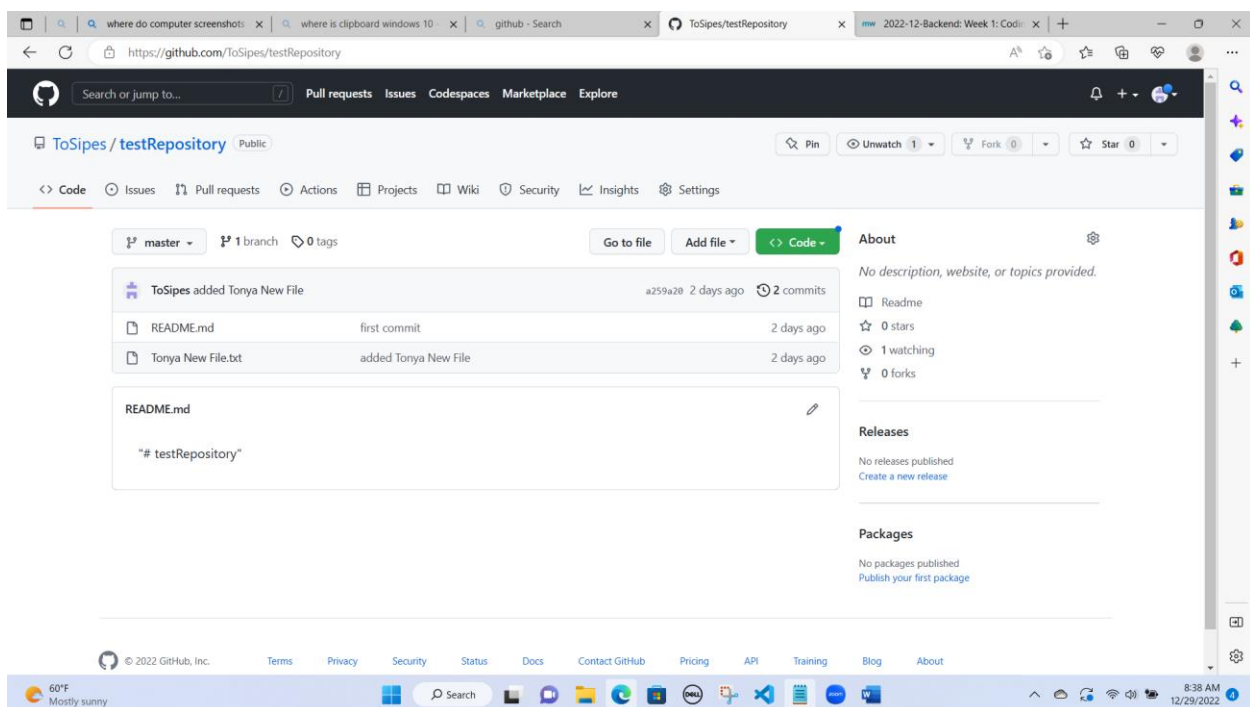 where do computer screenshots
where is clipboard windows 10 -
github - Search
ToSipes/testRepository
mw 2022-12-Backend: Week 1: Codin
https://github.com/ToSipes/testRepository
Search or jump to... / Pull requests Issues Codespaces Marketplace Explore
ToSipes / testRepository Public Pin Unwatch 1 Fork 0 Star 0
<> Code Issues Pull requests Actions Projects Wiki Security Insights Settings
master 1 branch 0 tags Go to file Add file <> Code
ToSipes added Tonya New File a259a20 2 days ago 2 commits
README.md first commit 2 days ago
Tonya New File.txt added Tonya New File 2 days ago
README.md
"# testRepository"
About
No description, website, or topics provided.
Readme
0 stars
1 watching
0 forks
Releases
No releases published
Create a new release
Packages
No packages published
Publish your first package
© 2022 GitHub, Inc. Terms Privacy Security Status Docs Contact GitHub Pricing API Training Blog About
60°F
Mostly sunny
Search
DELL
zoom
8:38 AM
12/29/2022
4